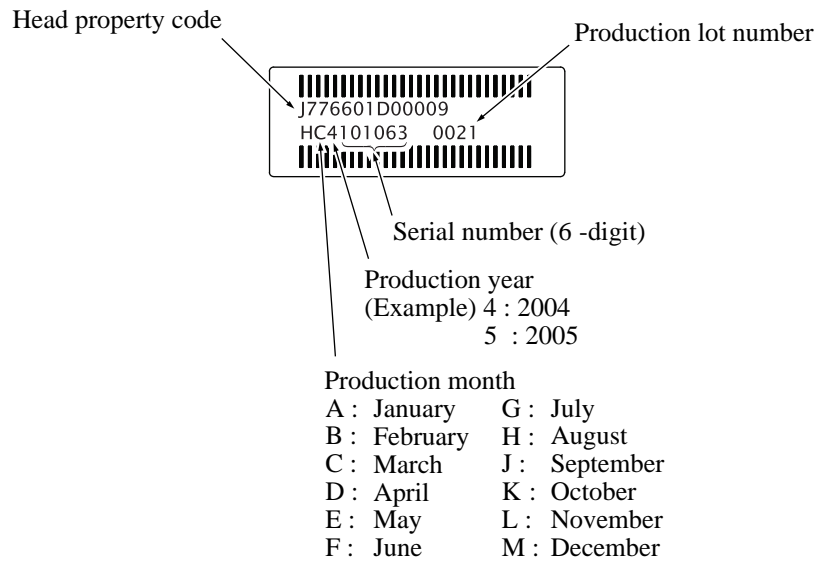 Head property code
Production lot number
J776601D00009
HC4101063 0021
Serial number (6 -digit)
Production year
(Example) 4 : 2004
5 : 2005
Production month
A : January G : July
B : February H : August
C : March J : September
D : April K : October
E : May L : November
F : June M : December